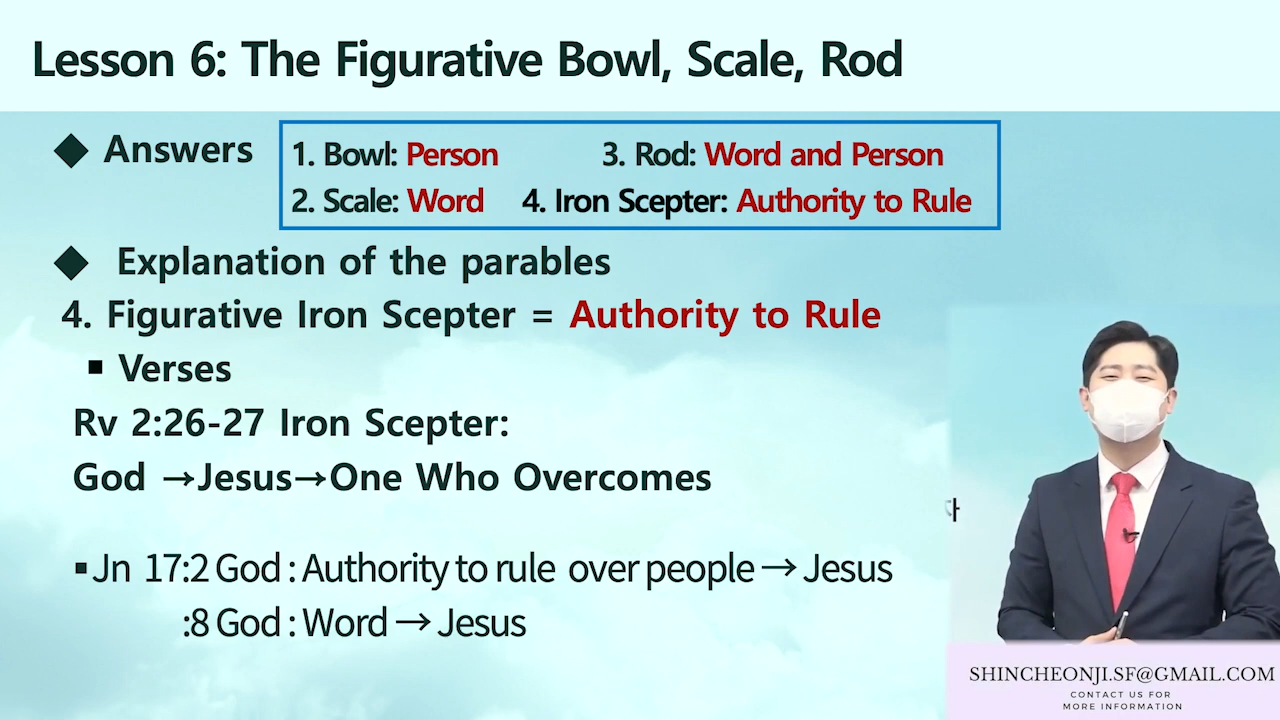 Lesson 6: The Figurative Bowl, Scale, Rod
◆ Answers
1. Bowl: Person 3. Rod: Word and Person
2. Scale: Word 4. Iron Scepter: Authority to Rule
◆ Explanation of the parables
4. Figurative Iron Scepter = Authority to Rule
▪ Verses
Rv 2:26-27 Iron Scepter:
God →Jesus→One Who Overcomes
▪Jn 17:2 God : Authority to rule over people → Jesus
:8 God : Word → Jesus
SHINCHEONJI.SF@GMAIL.COM
CONTACT US FOR
MORE INFORMATION